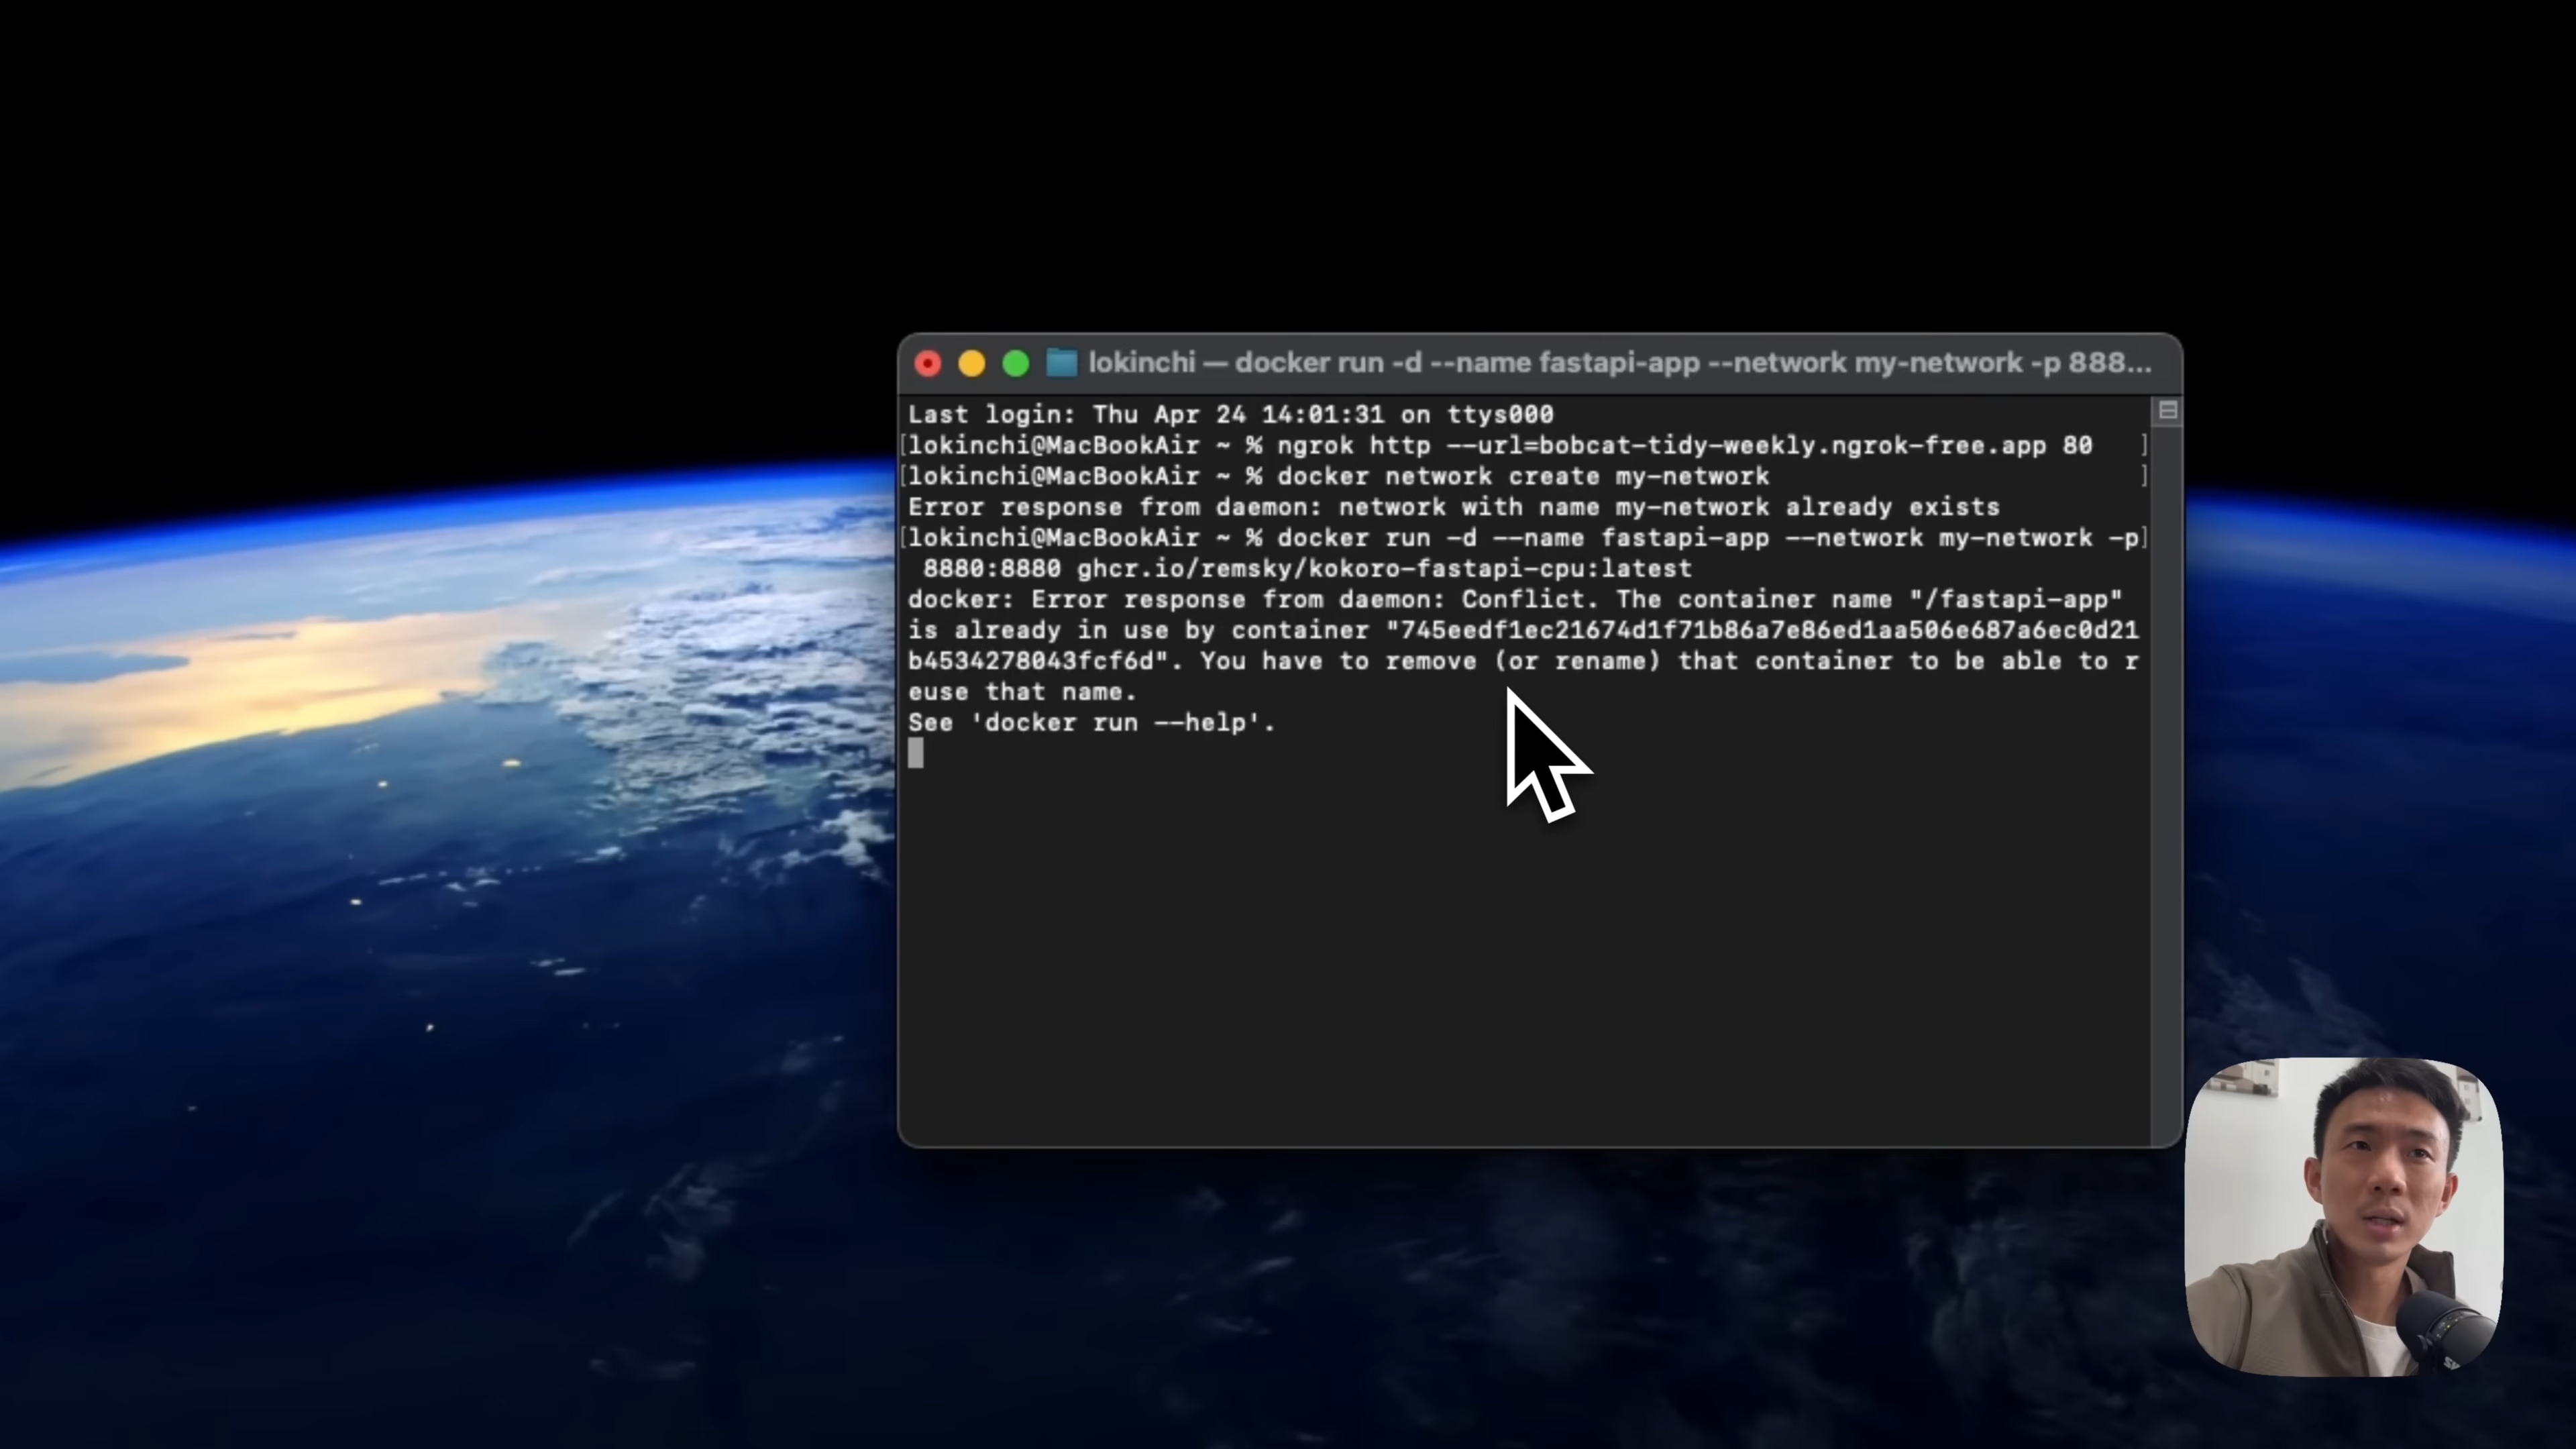 lokinchi — docker run -d --name fastapi-app --network my-network -p 888...
Last login: Thu Apr 24 14:01:31 on ttys000
[lokinchi@MacBookAir ~ % ngrok http --url=bobcat-tidy-weekly.ngrok-free.app 80 ]
[lokinchi@MacBookAir ~ % docker network create my-network ]
Error response from daemon: network with name my-network already exists
[lokinchi@MacBookAir ~ % docker run -d --name fastapi-app --network my-network -p]
8880:8880 ghcr.io/remsky/kokoro-fastapi-cpu:latest
docker: Error response from daemon: Conflict. The container name "/fastapi-app"
is already in use by container "745eedf1ec21674d1f71b86a7e86ed1aa506e687a6ec0d21
b4534278043fcf6d". You have to remove (or rename) that container to be able to r
euse that name.
See 'docker run --help'.